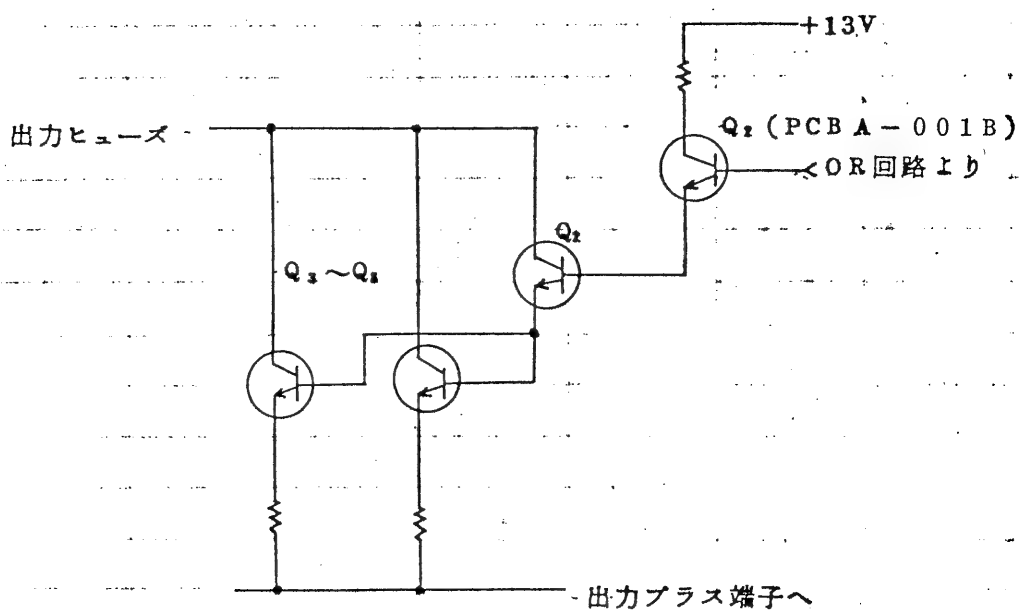 +13V
出力ヒューズ
Q₂ (PCB A-001B)
OR回路より
Q₂
Q₃～Q₈
出力プラス端子へ